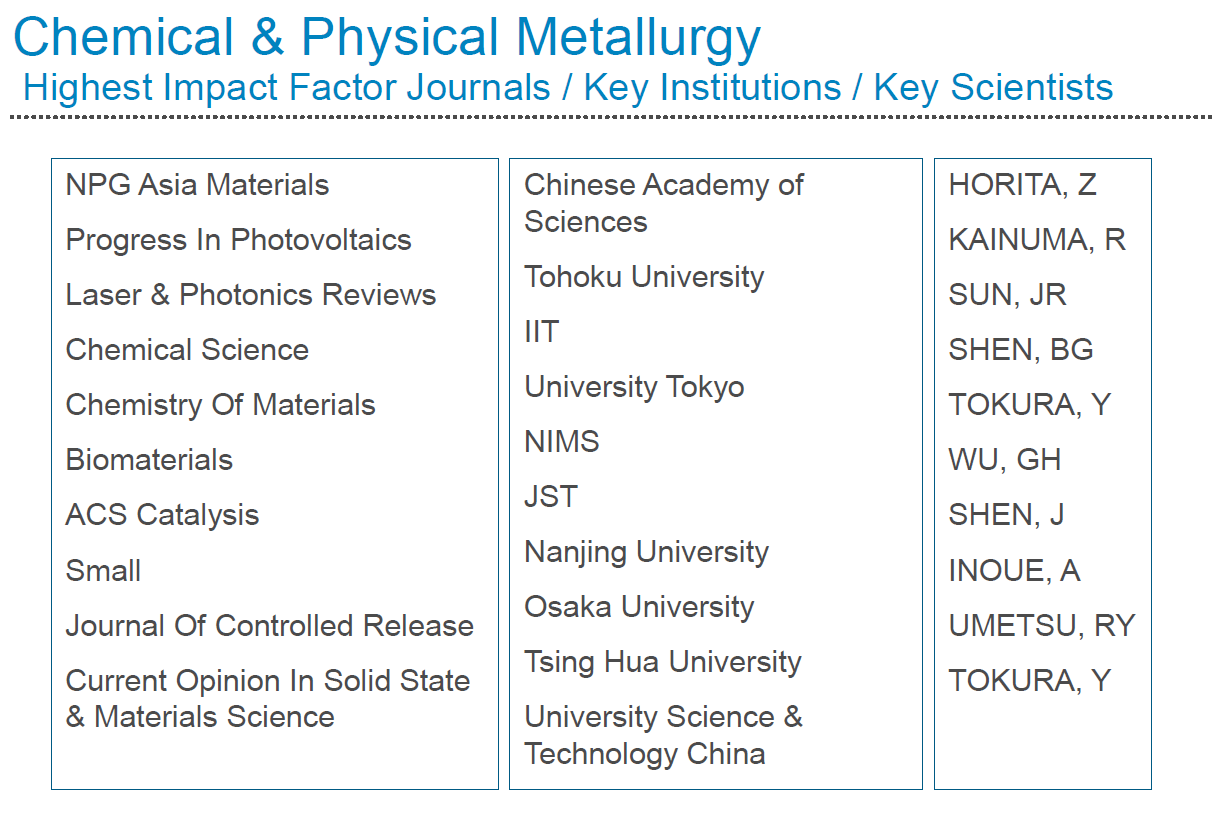 Chemical & Physical Metallurgy
Highest Impact Factor Journals / Key Institutions / Key Scientists
NPG Asia Materials
Progress In Photovoltaics
Laser & Photonics Reviews
Chemical Science
Chemistry Of Materials
Biomaterials
ACS Catalysis
Small
Journal Of Controlled Release
Current Opinion In Solid State
& Materials Science
Chinese Academy of
Sciences
Tohoku University
IIT
University Tokyo
NIMS
JST
Nanjing University
Osaka University
Tsing Hua University
University Science &
Technology China
HORITA, Z
KAINUMA, R
SUN, JR
SHEN, BG
TOKURA, Y
WU, GH
SHEN, J
INOUE, A
UMETSU, RY
TOKURA, Y